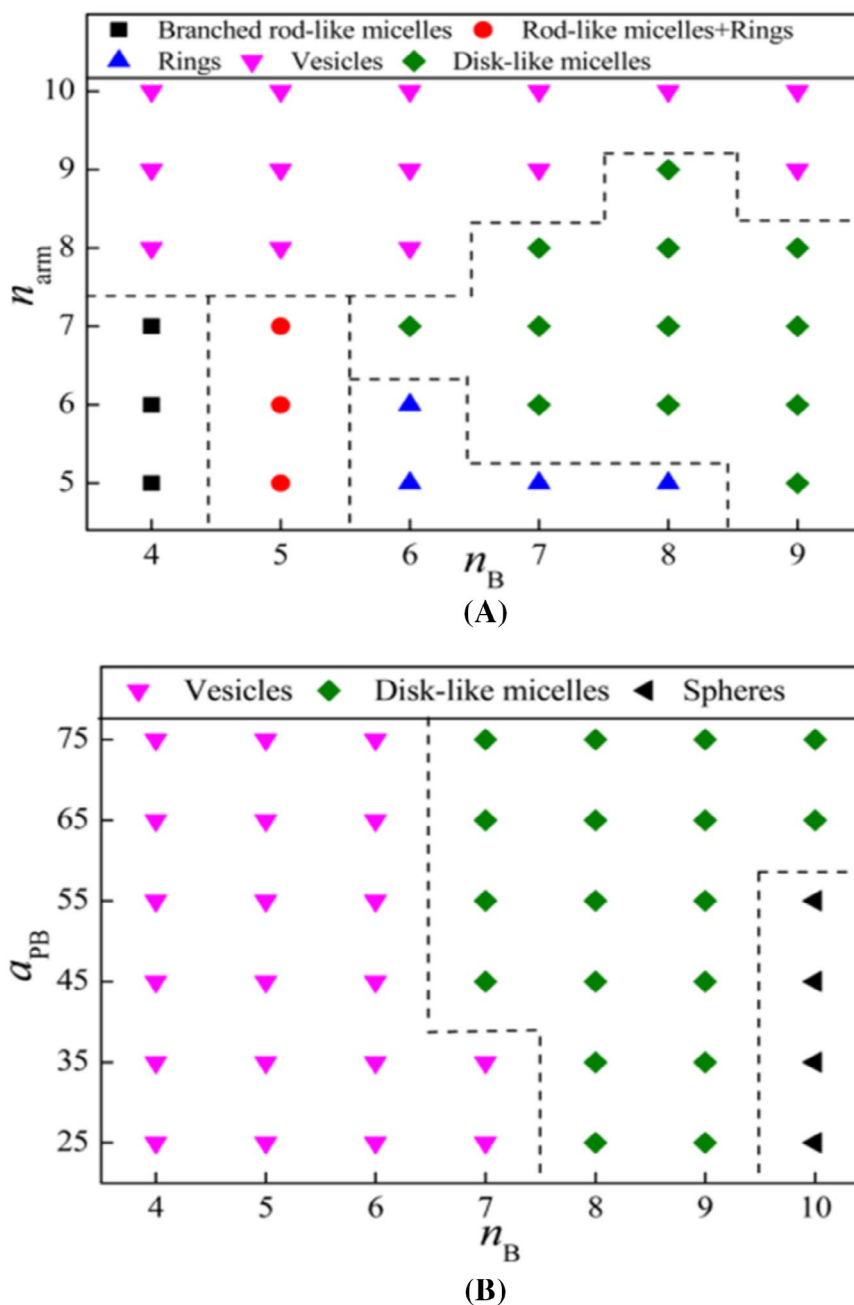 Branched rod-like micelles Rod-like micelles+Rings
Rings Vesicles Disk-like micelles
10
9
8
7
6
5
n_arm
4 5 6 7 8 9
n_B
(A)
Vesicles Disk-like micelles Spheres
75
65
55
45
35
25
a_PB
4 5 6 7 8 9 10
n_B
(B)